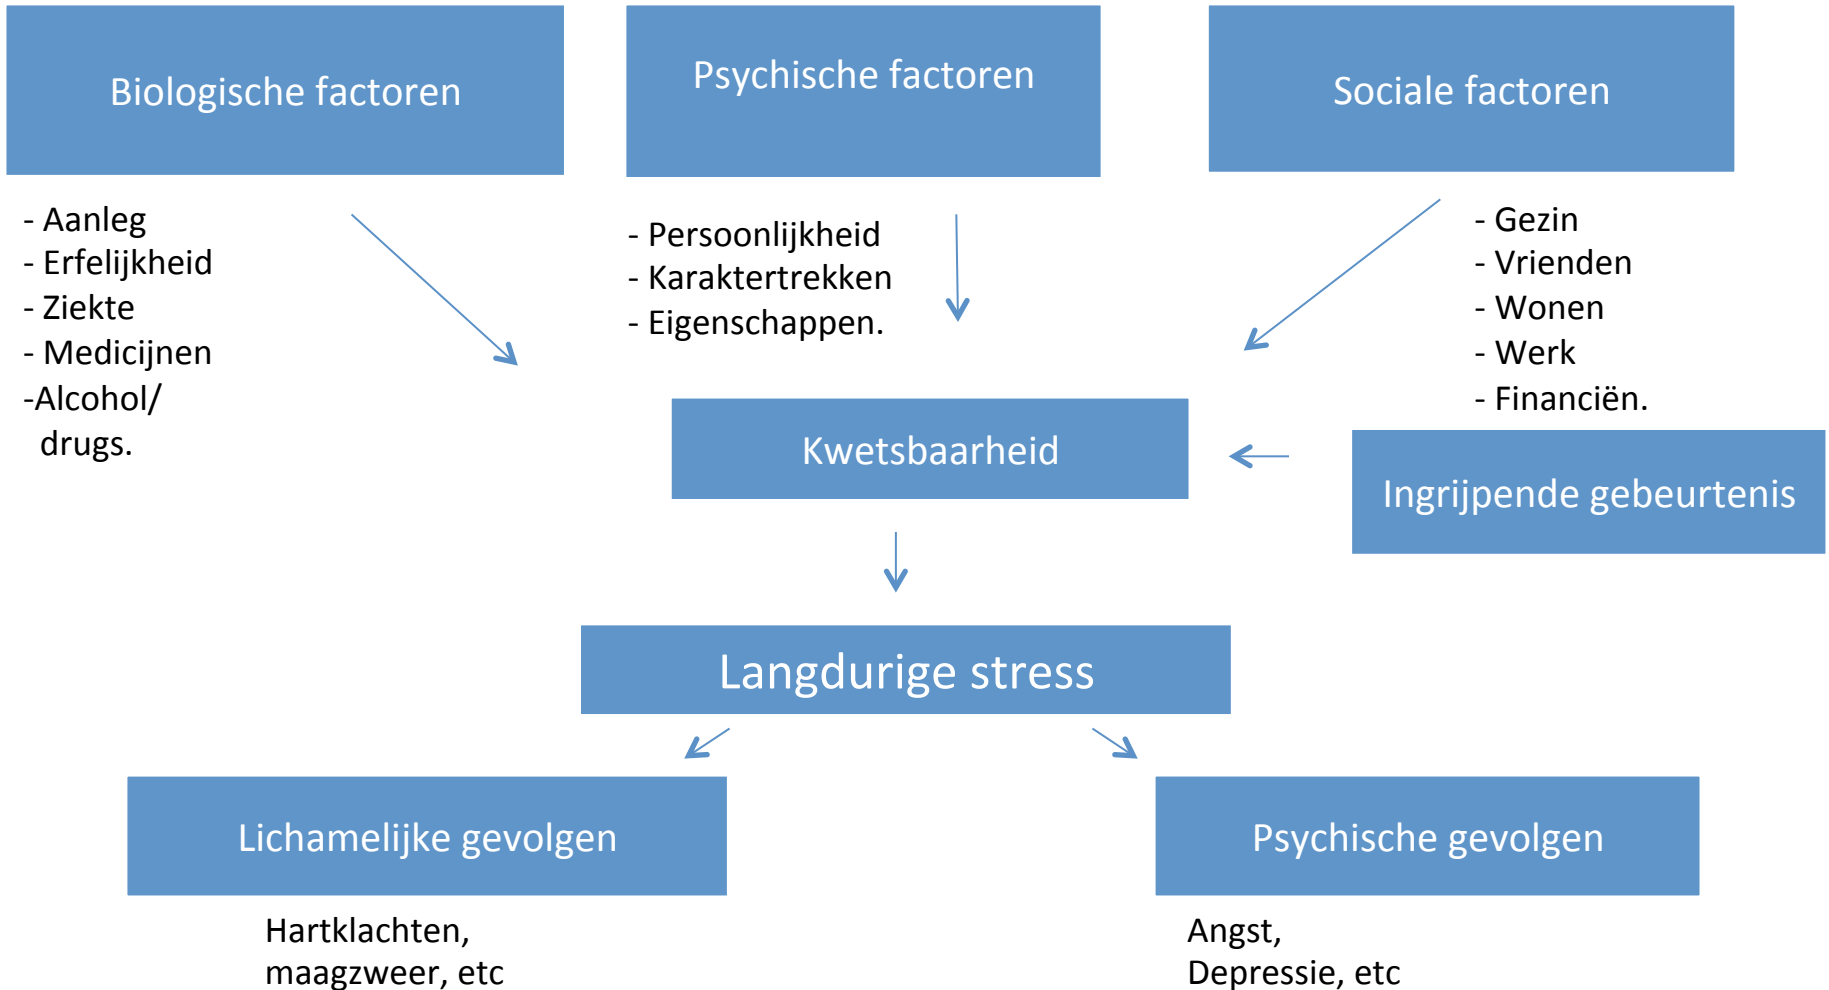 Biologische factoren
Psychische factoren
Sociale factoren
- Aanleg
- Erfelijkheid
- Ziekte
- Medicijnen
-Alcohol/
drugs.
- Persoonlijkheid
- Karaktertrekken
- Eigenschappen.
- Gezin
- Vrienden
- Wonen
- Werk
- Financiën.
Kwetsbaarheid
Ingrijpende gebeurtenis
Langdurige stress
Lichamelijke gevolgen
Psychische gevolgen
Hartklachten,
maagzweer, etc
Angst,
Depressie, etc